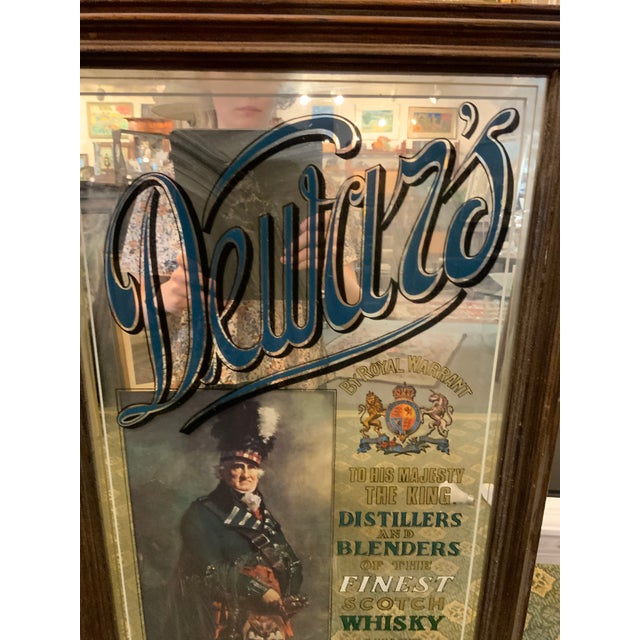 Dewar's
BY ROYAL WARRANT
TO HIS MAJESTY
THE KING.
DISTILLERS
AND
BLENDERS
OF THE
FINEST
SCOTCH
WHISKY